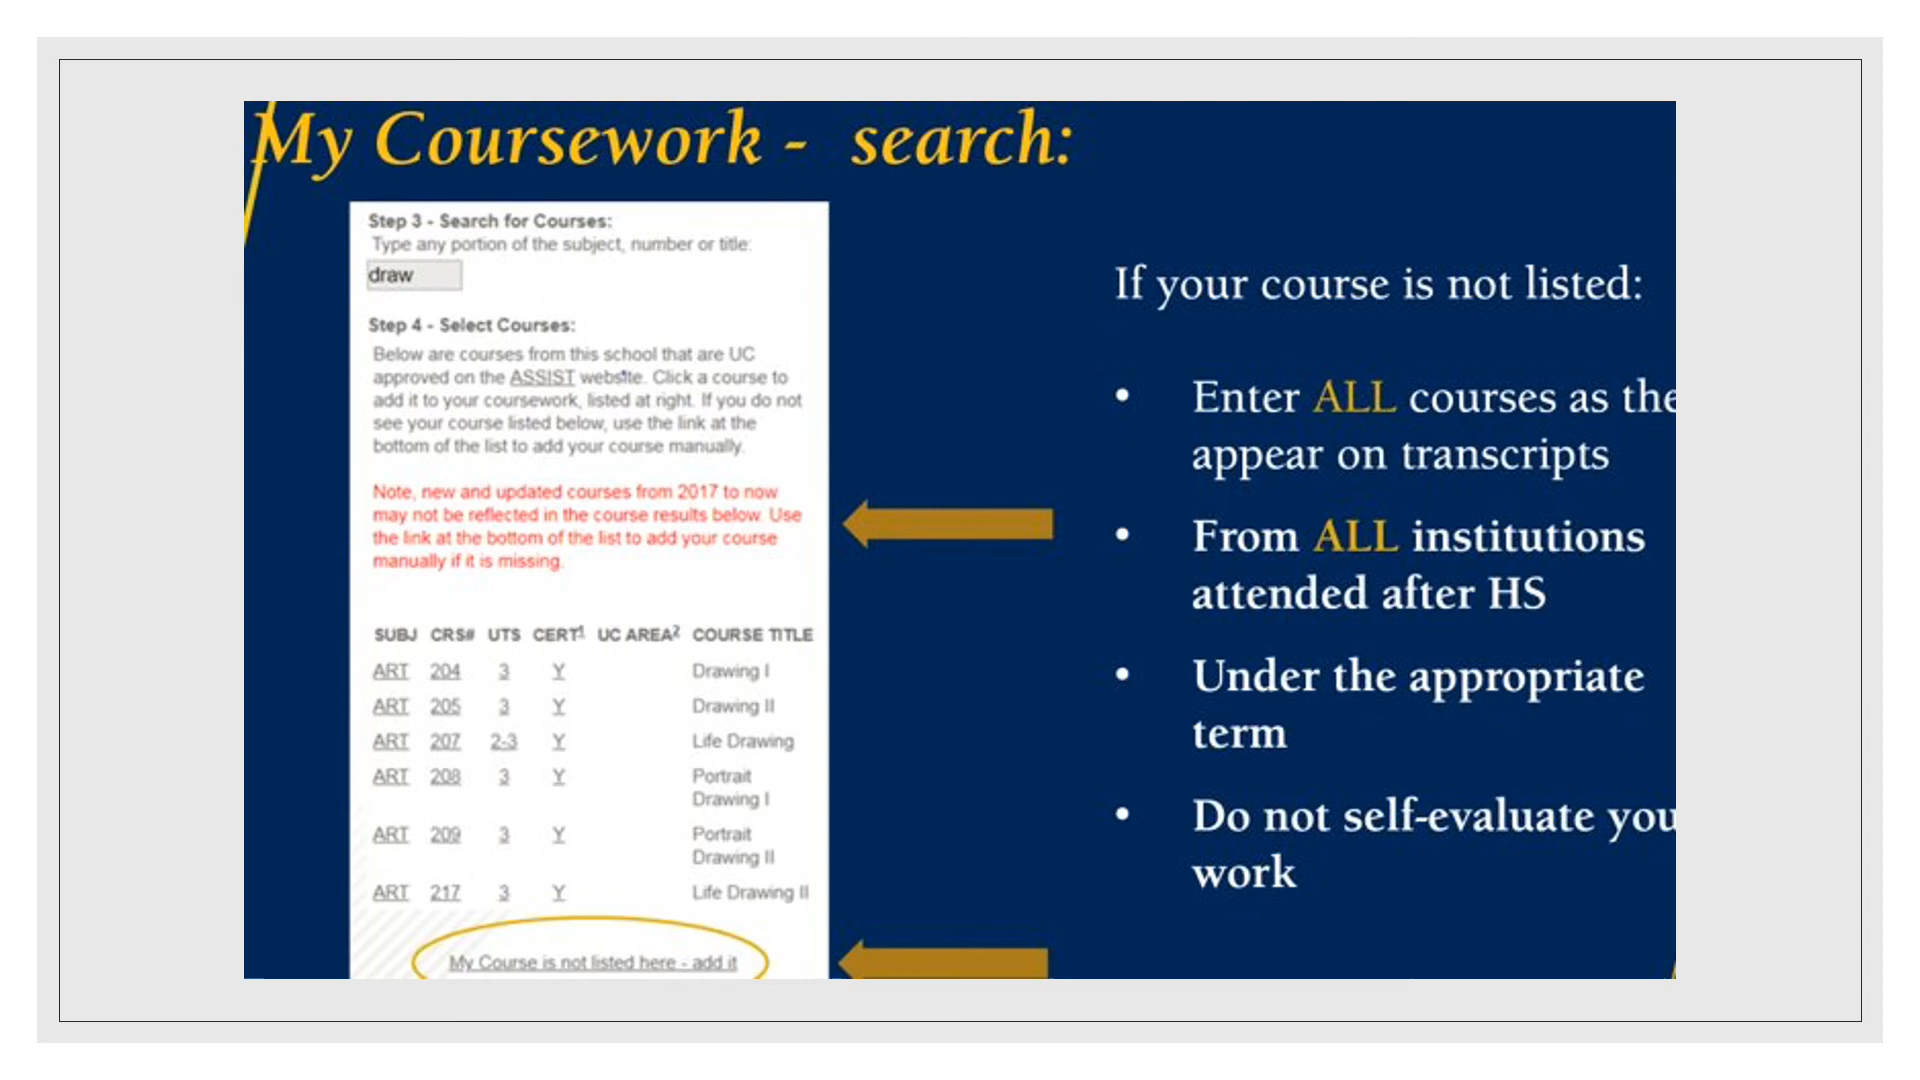 My Coursework - search:
Step 3 - Search for Courses:
Type any portion of the subject, number or title:
draw
Step 4 - Select Courses:
Below are courses from this school that are UC
approved on the ASSIST website. Click a course to
add it to your coursework, listed at right. If you do not
see your course listed below, use the link at the
bottom of the list to add your course manually.
Note, new and updated courses from 2017 to now
may not be reflected in the course results below. Use
the link at the bottom of the list to add your course
manually if it is missing.
SUBJ CRS# UTS CERT1 UC AREA2 COURSE TITLE
ART 204 3 Y Drawing I
ART 205 3 Y Drawing II
ART 207 2-3 Y Life Drawing
ART 208 3 Y Portrait
Drawing I
ART 209 3 Y Portrait
Drawing II
ART 217 3 Y Life Drawing II
My Course is not listed here - add it
If your course is not listed:
• Enter ALL courses as the
appear on transcripts
• From ALL institutions
attended after HS
• Under the appropriate
term
• Do not self-evaluate you
work